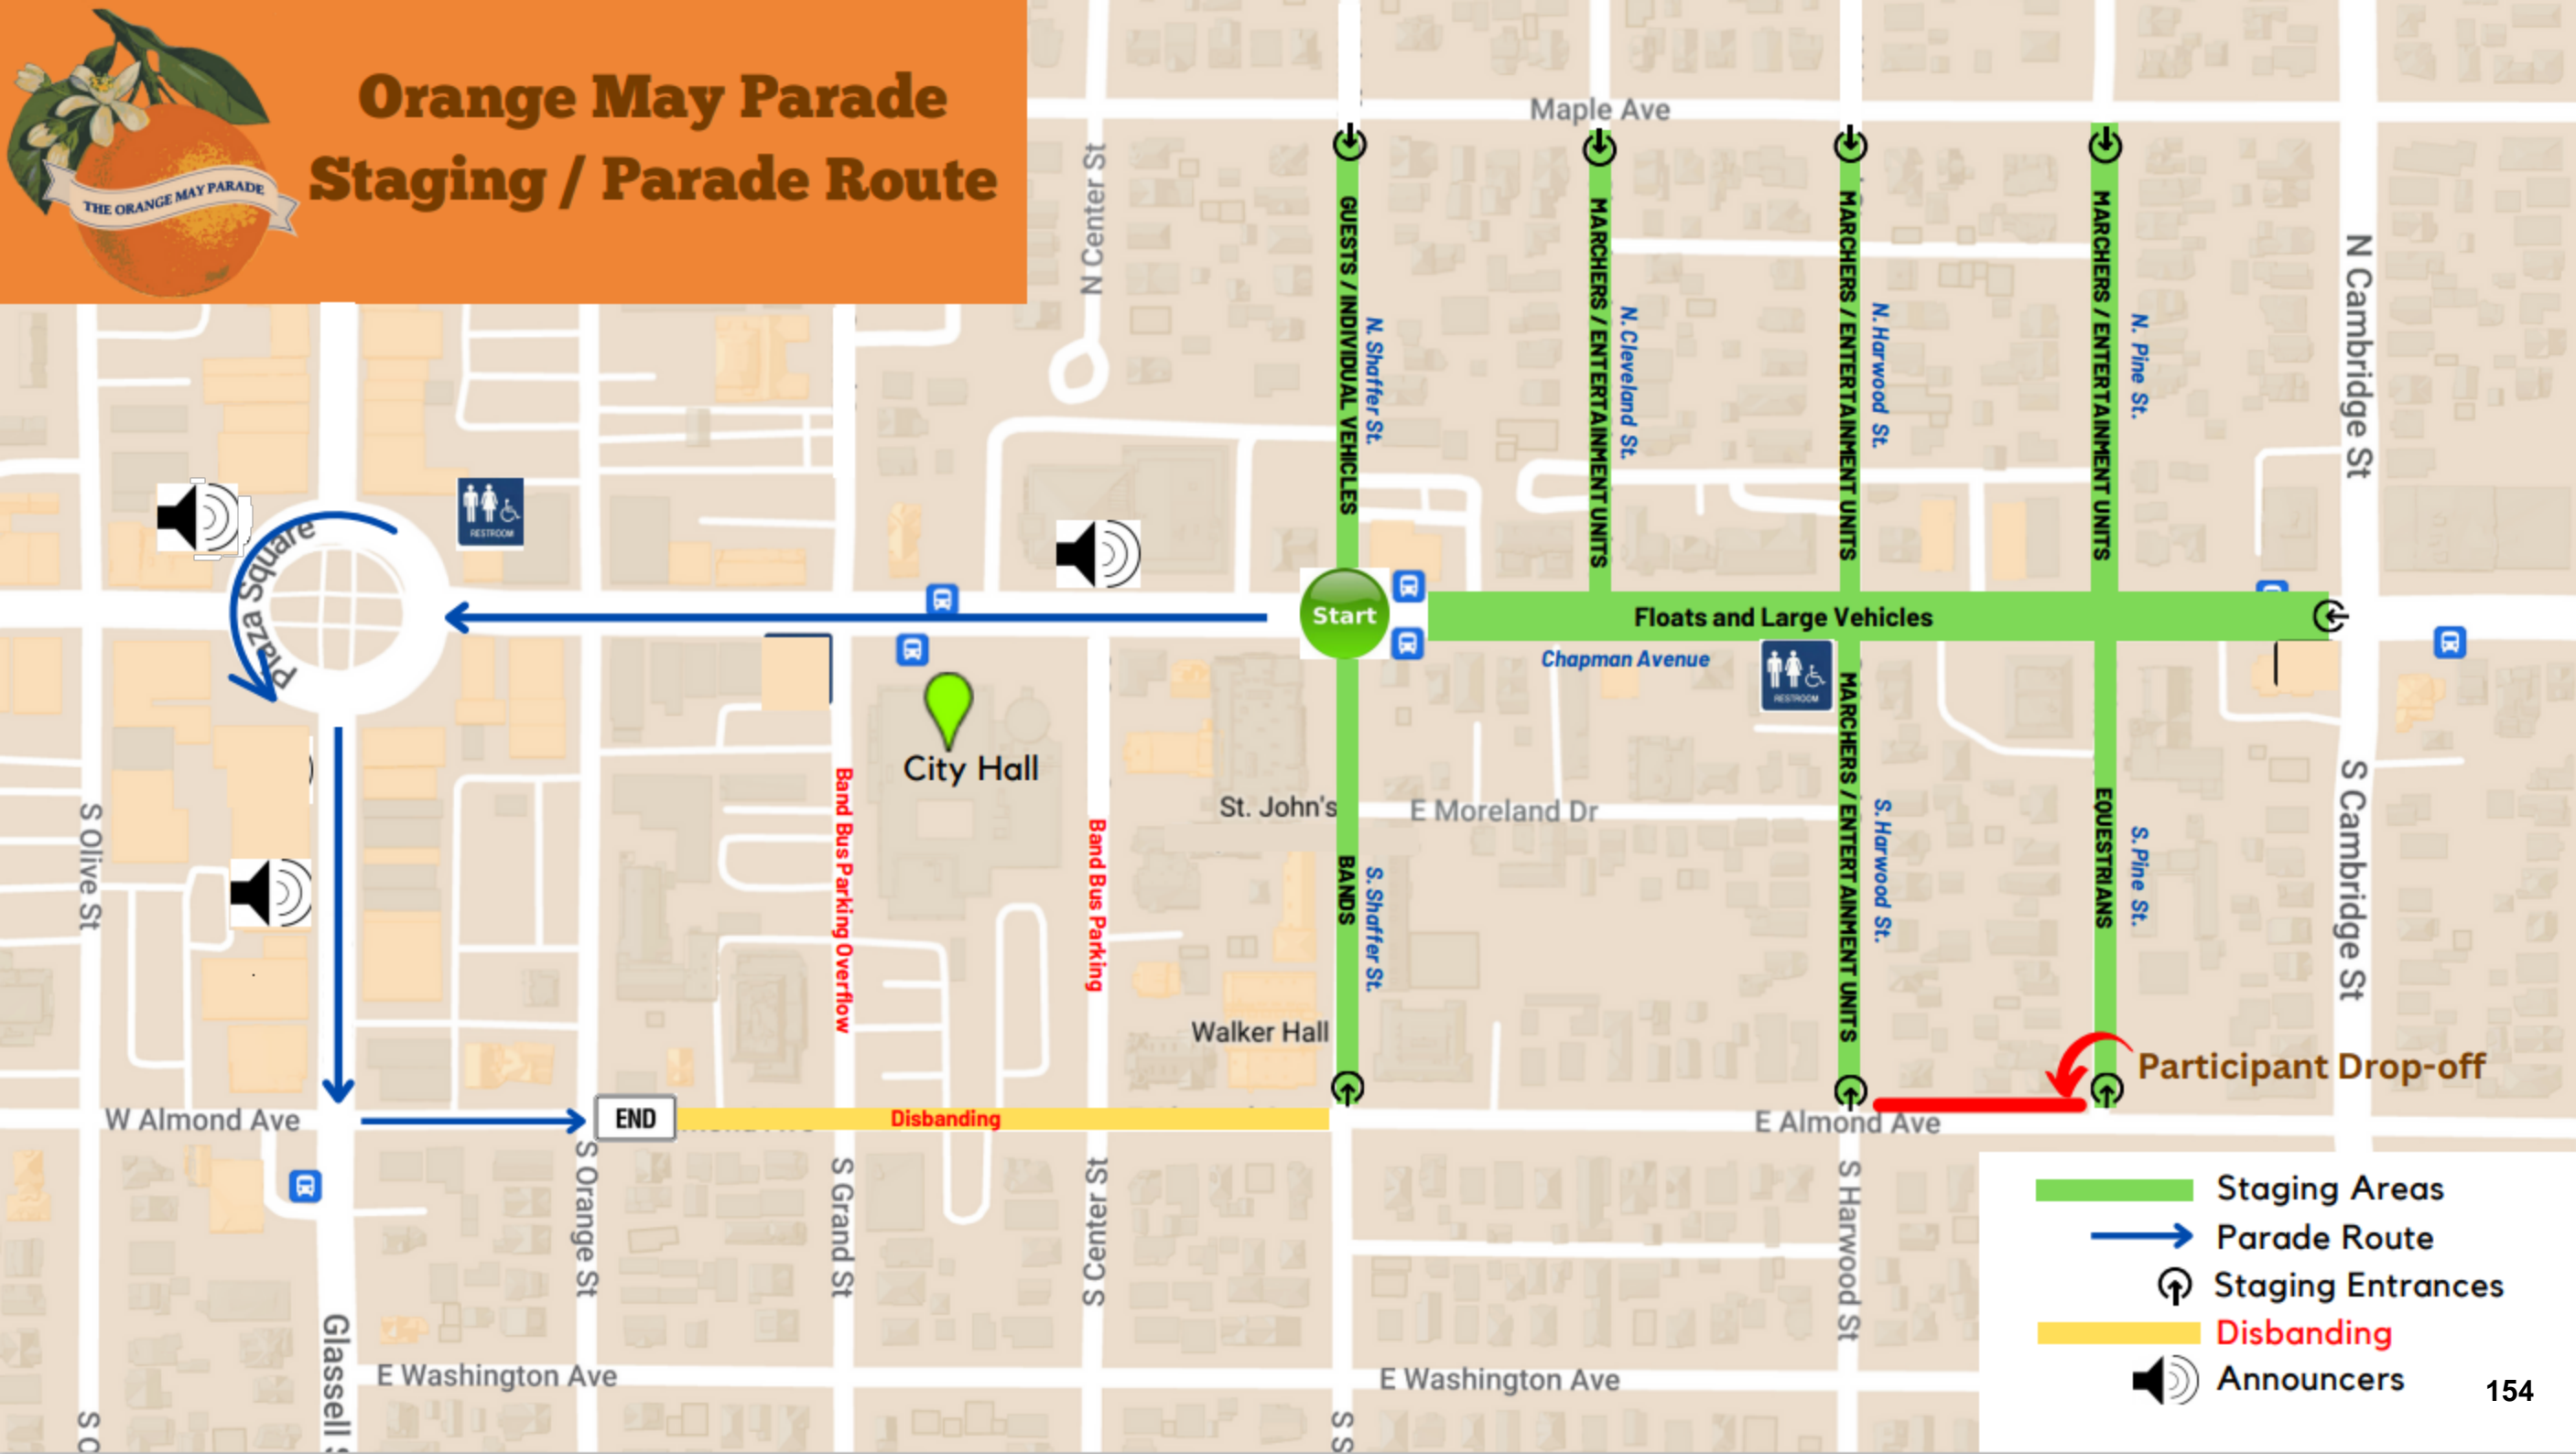 Orange May Parade
Staging / Parade Route
THE ORANGE MAY PARADE
Maple Ave
N Center St
GUESTS / INDIVIDUAL VEHICLES
N. Shaffer St.
MARCHERS / ENTERTAINMENT UNITS
N. Cleveland St.
MARCHERS / ENTERTAINMENT UNITS
N. Harwood St.
MARCHERS / ENTERTAINMENT UNITS
N. Pine St.
N Cambridge St
RESTROOM
Plaza Square
Start
Floats and Large Vehicles
Chapman Avenue
RESTROOM
City Hall
St. John's
E Moreland Dr
S Olive St
Band Bus Parking Overflow
Band Bus Parking
BANDS
S. Shaffer St.
MARCHERS / ENTERTAINMENT UNITS
S. Harwood St.
EQUESTRIANS
S. Pine St.
S Cambridge St
Walker Hall
Participant Drop-off
W Almond Ave
END
Disbanding
E Almond Ave
S Orange St
S Grand St
S Center St
S Harwood St
Glassell S
E Washington Ave
E Washington Ave
S O
S S
Staging Areas
Parade Route
Staging Entrances
Disbanding
Announcers
154